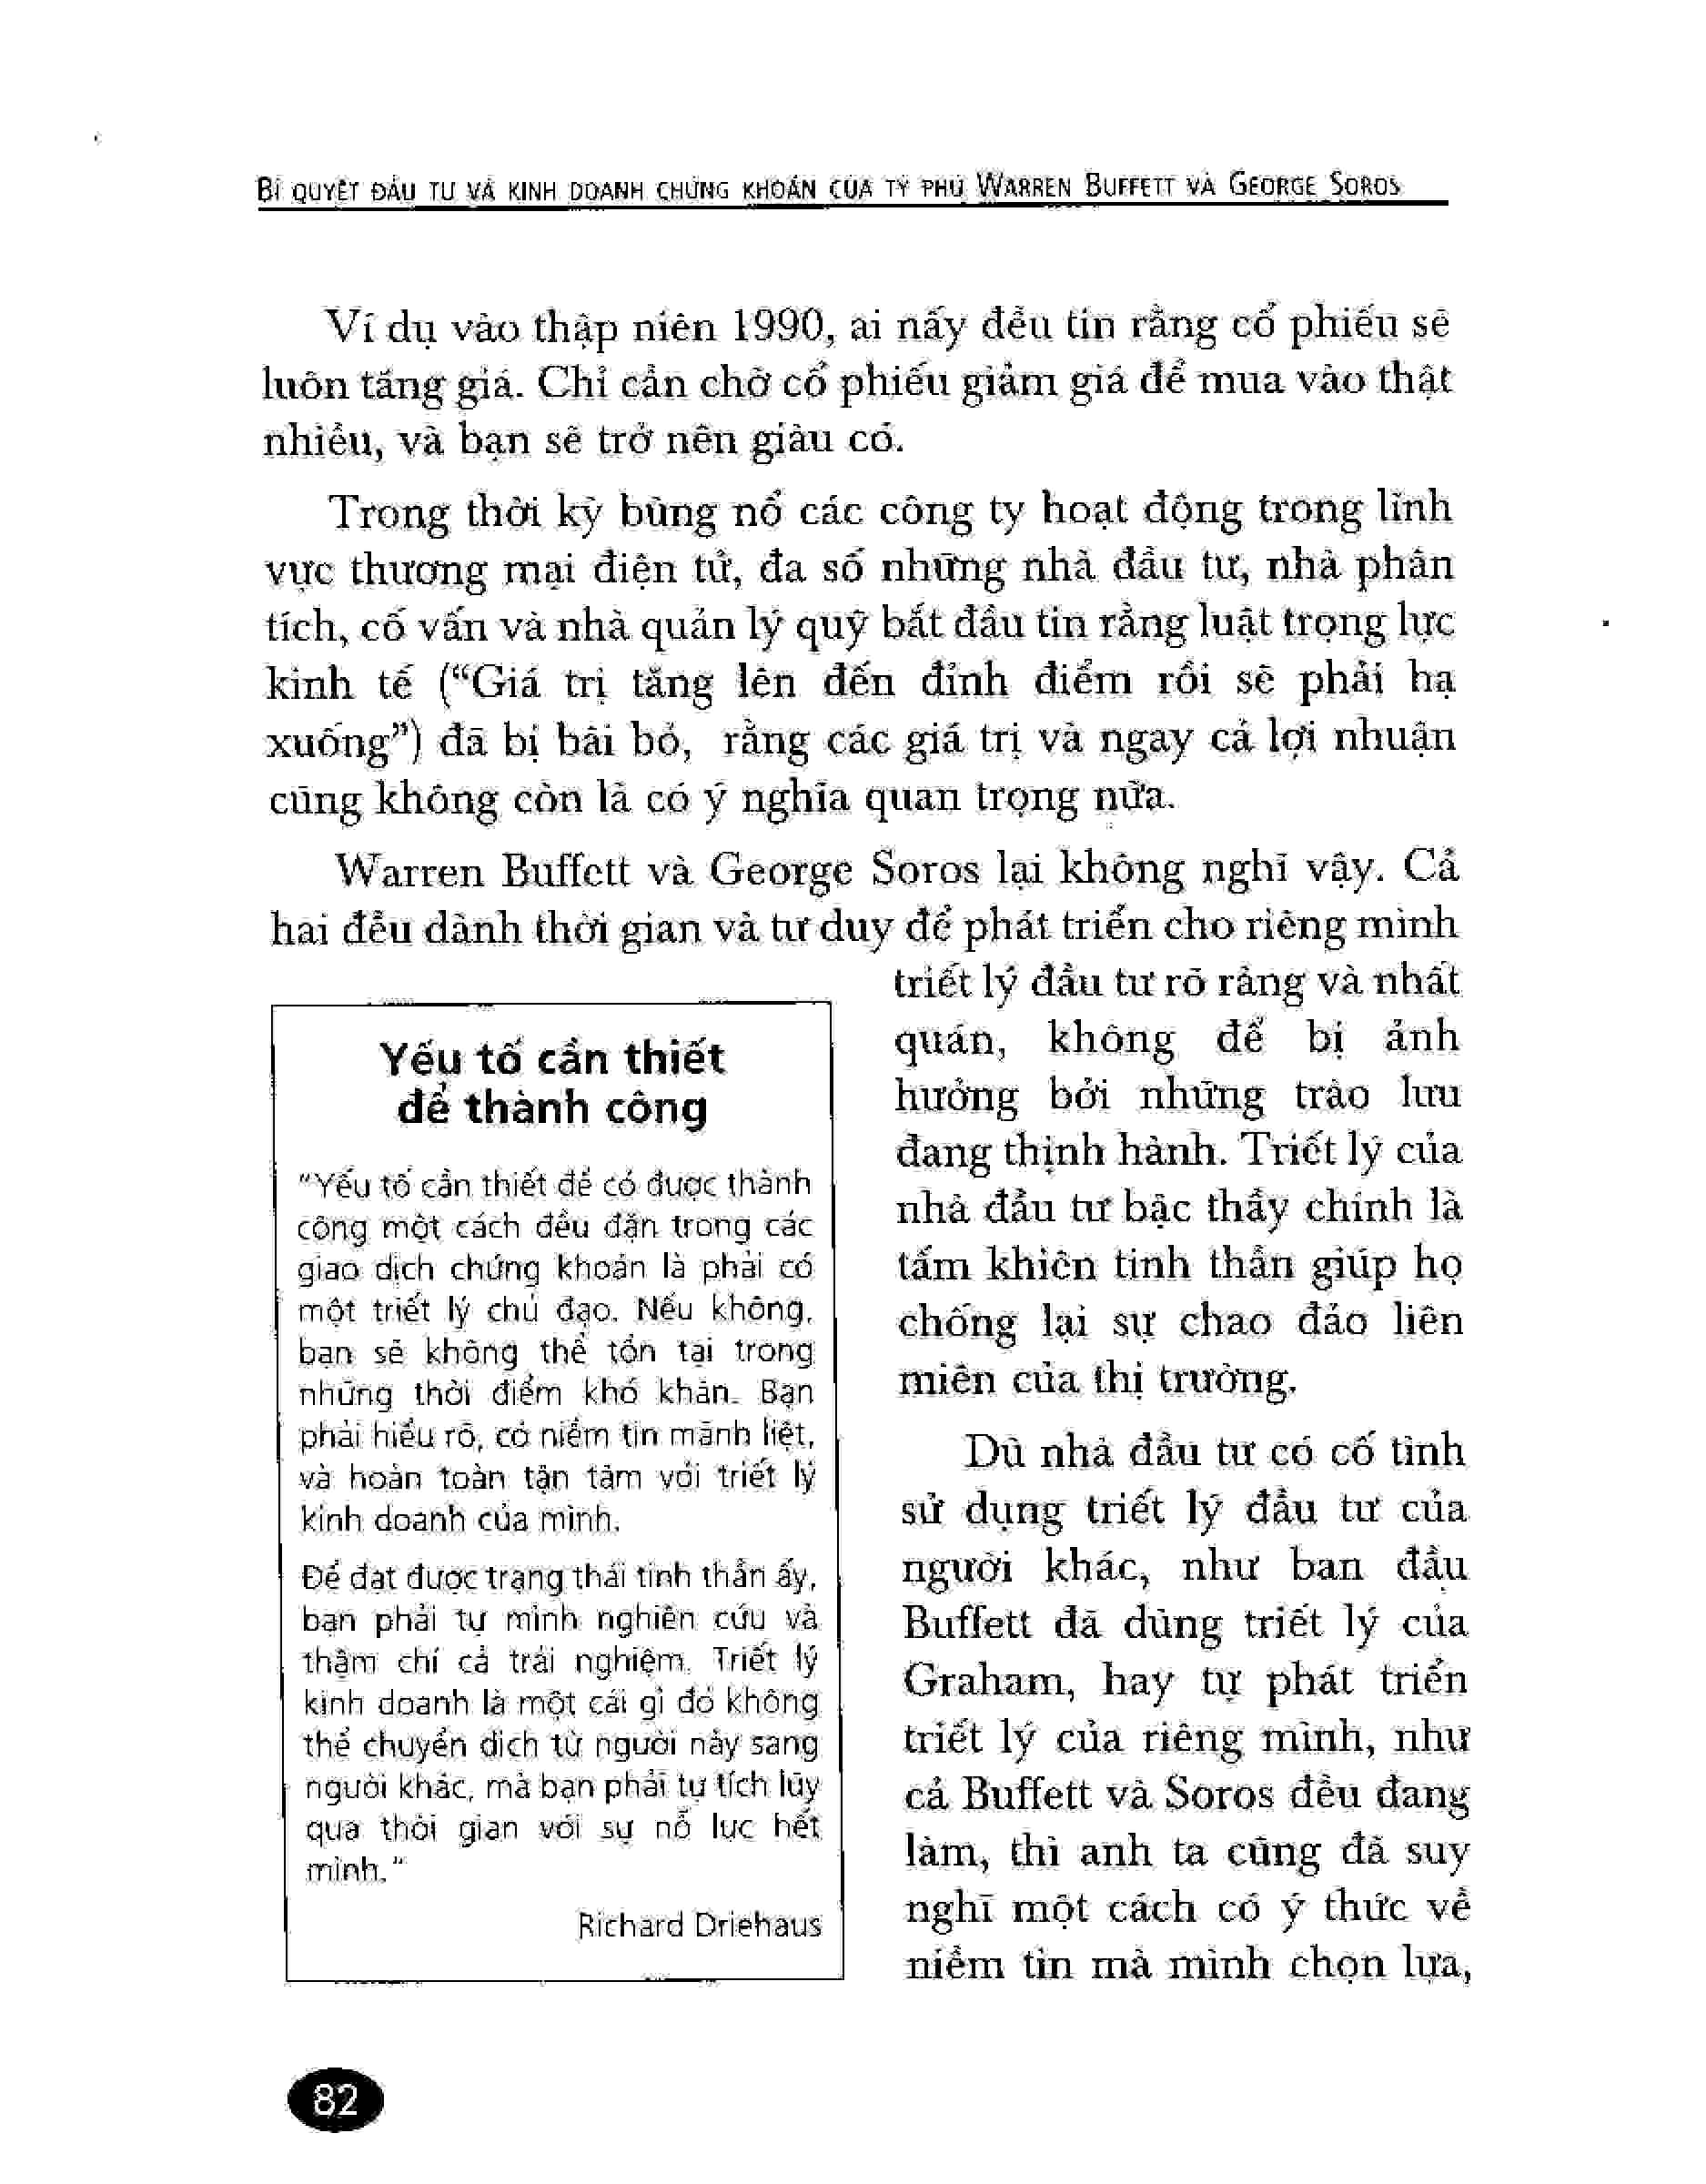 BÍ QUYẾT ĐẦU TƯ VÀ KINH DOANH CHỨNG KHOÁN CỦA TỶ PHÚ WARREN BUFFETT VÀ GEORGE SOROS
Ví dụ vào thập niên 1990, ai nấy đều tin rằng cổ phiếu sẽ
luôn tăng giá. Chỉ cần chờ cổ phiếu giảm giá để mua vào thật
nhiều, và bạn sẽ trở nên giàu có.
Trong thời kỳ bùng nổ các công ty hoạt động trong lĩnh
vực thương mại điện tử, đa số những nhà đầu tư, nhà phân
tích, cố vấn và nhà quản lý quỹ bắt đầu tin rằng luật trọng lực
kinh tế (“Giá trị tăng lên đến đỉnh điểm rồi sẽ phải hạ
xuống”) đã bị bãi bỏ, rằng các giá trị và ngay cả lợi nhuận
cũng không còn là có ý nghĩa quan trọng nữa.
Warren Buffett và George Soros lại không nghĩ vậy. Cả
hai đều dành thời gian và tư duy để phát triển cho riêng mình
triết lý đầu tư rõ ràng và nhất
quán, không để bị ảnh
hưởng bởi những trào lưu
đang thịnh hành. Triết lý của
nhà đầu tư bậc thầy chính là
tấm khiên tinh thần giúp họ
chống lại sự chao đảo liên
miên của thị trường.
Dù nhà đầu tư có cố tình
sử dụng triết lý đầu tư của
người khác, như ban đầu
Buffett đã dùng triết lý của
Graham, hay tự phát triển
triết lý của riêng mình, như
cả Buffett và Soros đều đang
làm, thì anh ta cũng đã suy
nghĩ một cách có ý thức về
niềm tin mà mình chọn lựa,
Yếu tố cần thiết
để thành công
“Yếu tố cần thiết để có được thành
công một cách đều đặn trong các
giao dịch chứng khoán là phải có
một triết lý chủ đạo. Nếu không,
bạn sẽ không thể tồn tại trong
những thời điểm khó khăn. Bạn
phải hiểu rõ, có niềm tin mãnh liệt,
và hoàn toàn tận tâm với triết lý
kinh doanh của mình.
Để đạt được trạng thái tinh thần ấy,
bạn phải tự mình nghiên cứu và
thậm chí cả trải nghiệm. Triết lý
kinh doanh là một cái gì đó không
thể chuyển dịch từ người này sang
người khác, mà bạn phải tự tích lũy
qua thời gian với sự nỗ lực hết
mình.”
Richard Driehaus
82